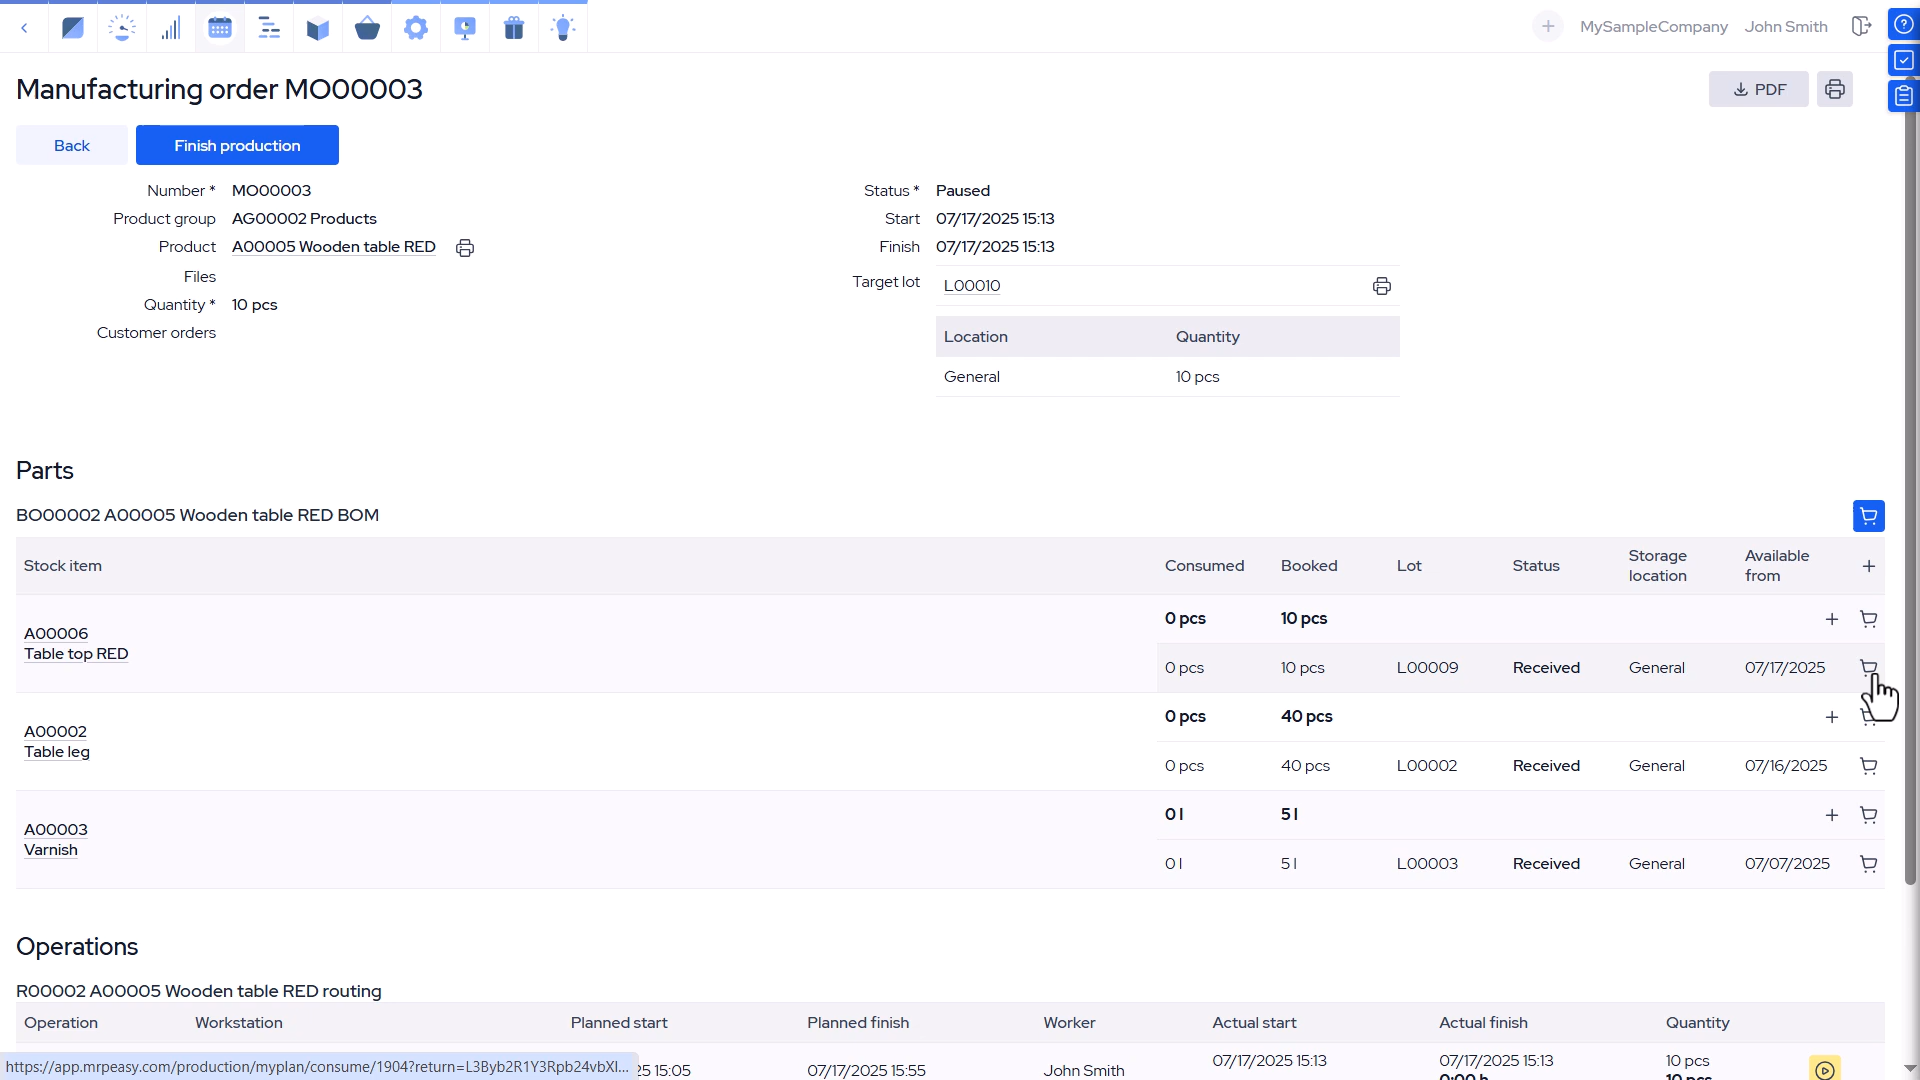 MySampleCompany John Smith
Manufacturing order MO00003
PDF
Back
Finish production
Number * MO00003
Product group AG00002 Products
Product A00005 Wooden table RED
Files
Quantity * 10 pcs
Customer orders
Status * Paused
Start 07/17/2025 15:13
Finish 07/17/2025 15:13
Target lot L00010
Location Quantity
General 10 pcs
Parts
BO00002 A00005 Wooden table RED BOM
Stock item Consumed Booked Lot Status Storage location Available from
A00006 Table top RED
0 pcs 10 pcs
0 pcs 10 pcs L00009 Received General 07/17/2025
A00002 Table leg
0 pcs 40 pcs
0 pcs 40 pcs L00002 Received General 07/16/2025
A00003 Varnish
0 l 5 l
0 l 5 l L00003 Received General 07/07/2025
Operations
R00002 A00005 Wooden table RED routing
Operation Workstation Planned start Planned finish Worker Actual start Actual finish Quantity
https://app.mrpeasy.com/production/myplan/consume/1904?return=L3Byb2R1Y3Rpb24vbXl...
25 15:05 07/17/2025 15:55 John Smith 07/17/2025 15:13 07/17/2025 15:13 10 pcs
0:00 h 10 pcs